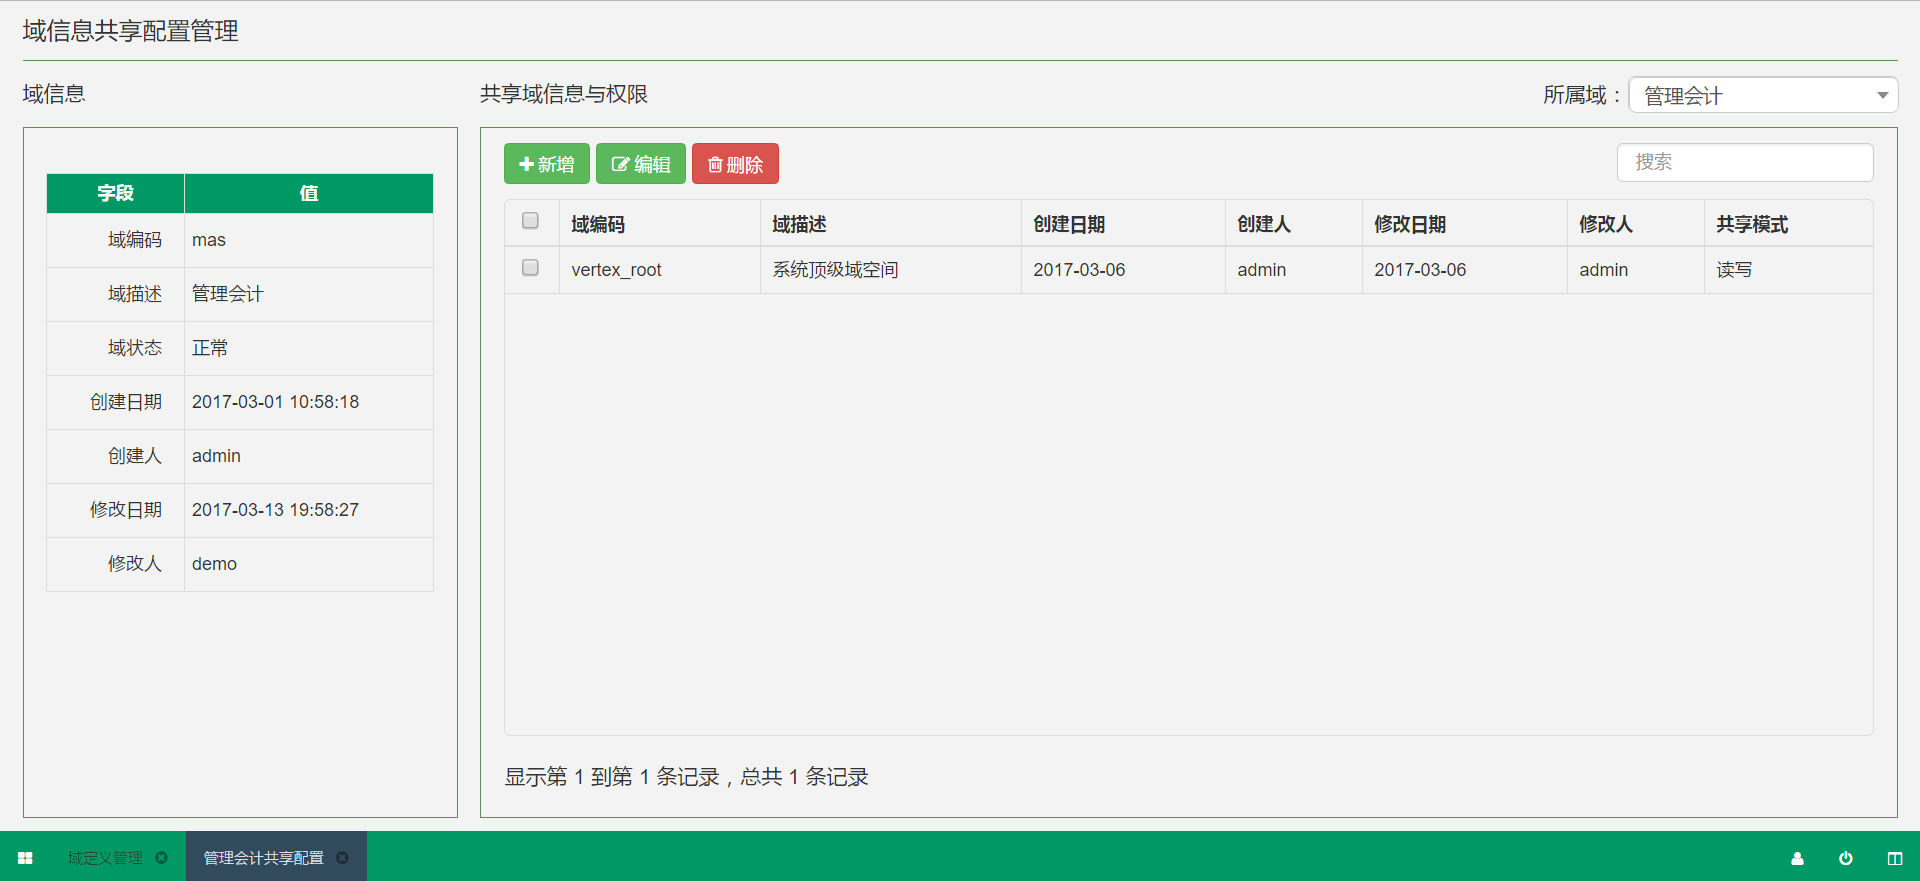 域信息共享配置管理
域信息
共享域信息与权限
所属域：
管理会计
字段 值
域编码 mas
域描述 管理会计
域状态 正常
创建日期 2017-03-01 10:58:18
创建人 admin
修改日期 2017-03-13 19:58:27
修改人 demo
新增 编辑 删除
搜索
域编码 域描述 创建日期 创建人 修改日期 修改人 共享模式
vertex_root 系统顶级域空间 2017-03-06 admin 2017-03-06 admin 读写
显示第 1 到第 1 条记录，总共 1 条记录
域定义管理 管理会计共享配置